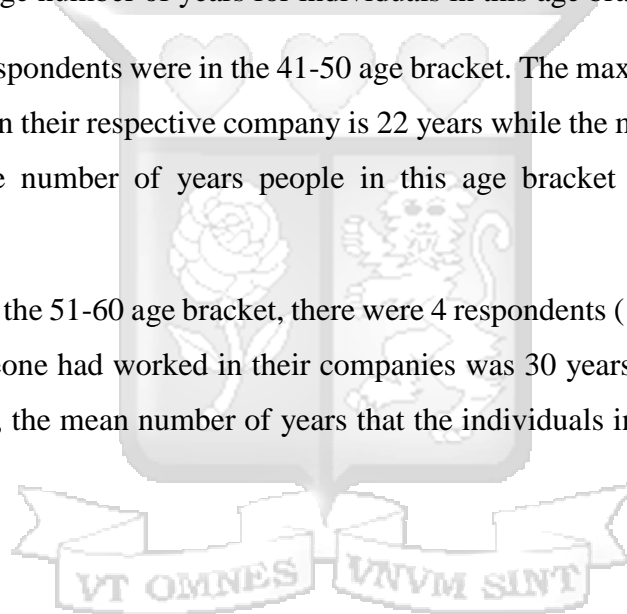 number of years for individuals in this age
spondents were in the 41-50 age bracket. The max
n their respective company is 22 years while the
number of years people in this age bracket
the 51-60 age bracket, there were 4 respondents (
one had worked in their companies was 30 years
, the mean number of years that the individuals in
VT OMNES VNVM SINT